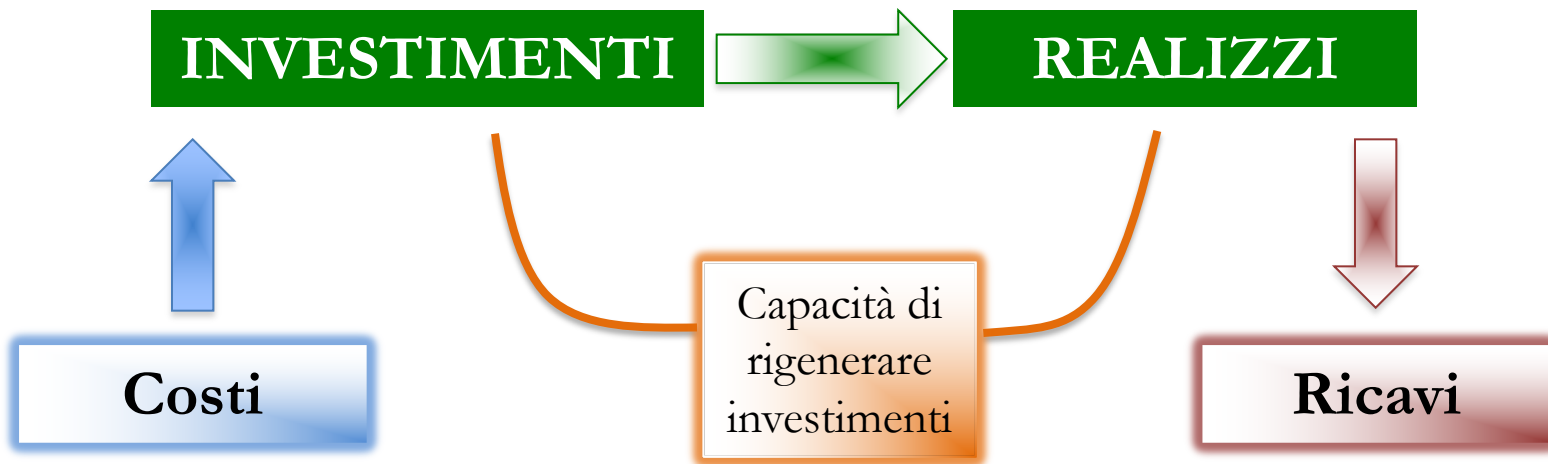 INVESTIMENTI
REALIZZI
Capacità di
rigenerare
investimenti
Costi
Ricavi